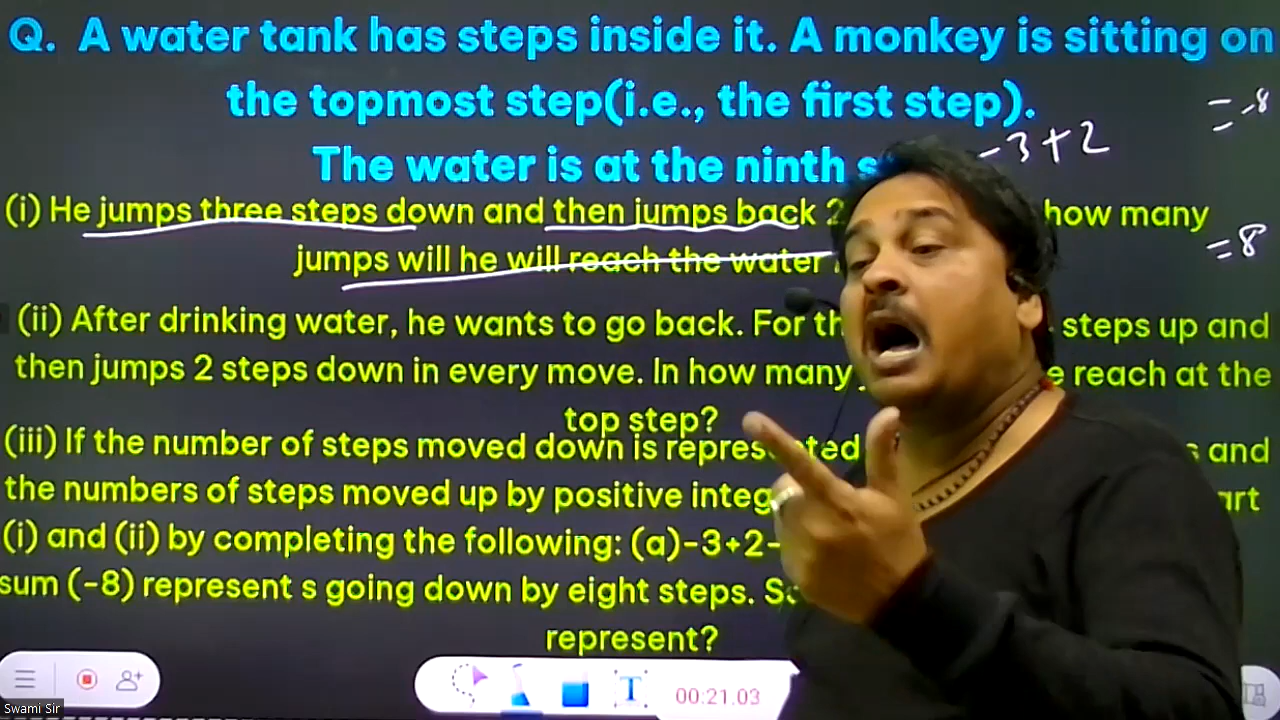 Q. A water tank has steps inside it. A monkey is sitting on
the topmost step(i.e., the first step).
= -8
The water is at the ninth
-3+2
(i) He jumps three steps down and then jumps back 2 how many
jumps will he will reach the water
= 8
(ii) After drinking water, he wants to go back. For steps up and
then jumps 2 steps down in every move. In how many reach at the
top step?
(iii) If the number of steps moved down is represented and
the numbers of steps moved up by positive
(i) and (ii) by completing the following: (a)-3+2-
sum (-8) represent s going down by eight steps.
represent?
T
00:21.03
Swami Sir